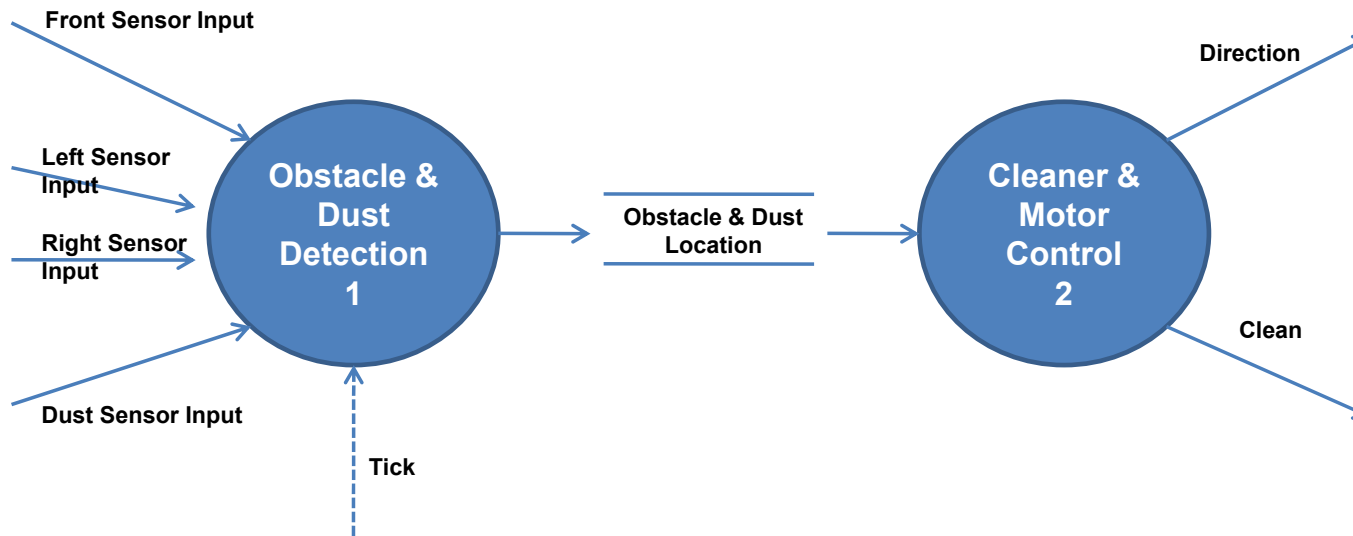 Front Sensor Input
Left Sensor
Input
Right Sensor
Input
Dust Sensor Input
Tick
Obstacle &
Dust
Detection
1
Obstacle & Dust
Location
Cleaner &
Motor
Control
2
Direction
Clean